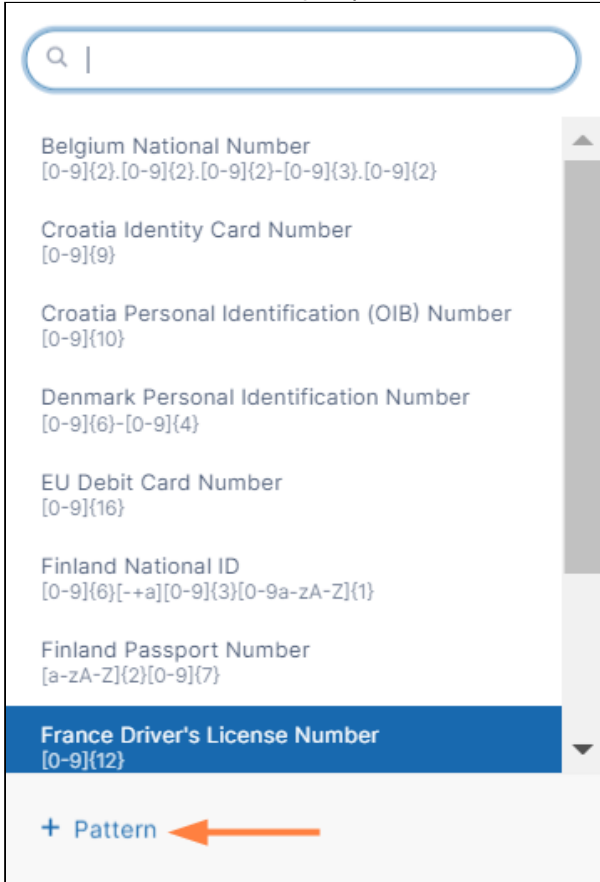 Belgium National Number
[0-9]{2}.[0-9]{2}.[0-9]{2}-[0-9]{3}.[0-9]{2}
Croatia Identity Card Number
[0-9]{9}
Croatia Personal Identification (OIB) Number
[0-9]{10}
Denmark Personal Identification Number
[0-9]{6}-[0-9]{4}
EU Debit Card Number
[0-9]{16}
Finland National ID
[0-9]{6}[-+a][0-9]{3}[0-9a-zA-Z]{1}
Finland Passport Number
[a-zA-Z]{2}[0-9]{7}
France Driver's License Number
[0-9]{12}
+ Pattern